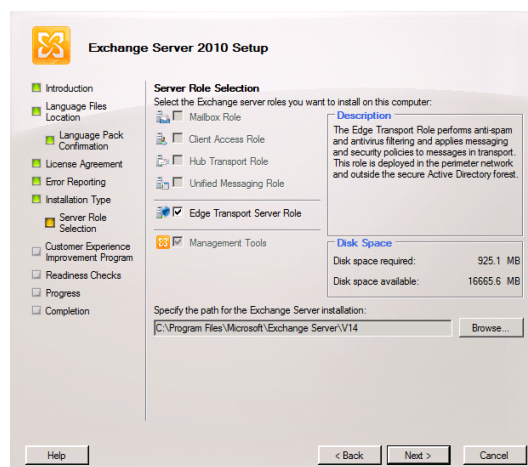 Exchange Server 2010 Setup
Introduction
Language Files
Location
Language Pack
Confirmation
License Agreement
Error Reporting
Installation Type
Server Role
Selection
Customer Experience
Improvement Program
Readiness Checks
Progress
Completion
Server Role Selection
Select the Exchange server roles you want to install on this computer:
Mailbox Role
Client Access Role
Hub Transport Role
Unified Messaging Role
Edge Transport Server Role
Management Tools
Description
The Edge Transport Role performs anti-spam
and antivirus filtering and applies messaging
and security policies to messages in transport.
This role is deployed in the perimeter network
and outside the secure Active Directory forest.
Disk Space
Disk space required: 925.1 MB
Disk space available: 16665.6 MB
Specify the path for the Exchange Server installation:
C:\Program Files\Microsoft\Exchange Server\V14
Browse...
Help
< Back
Next >
Cancel